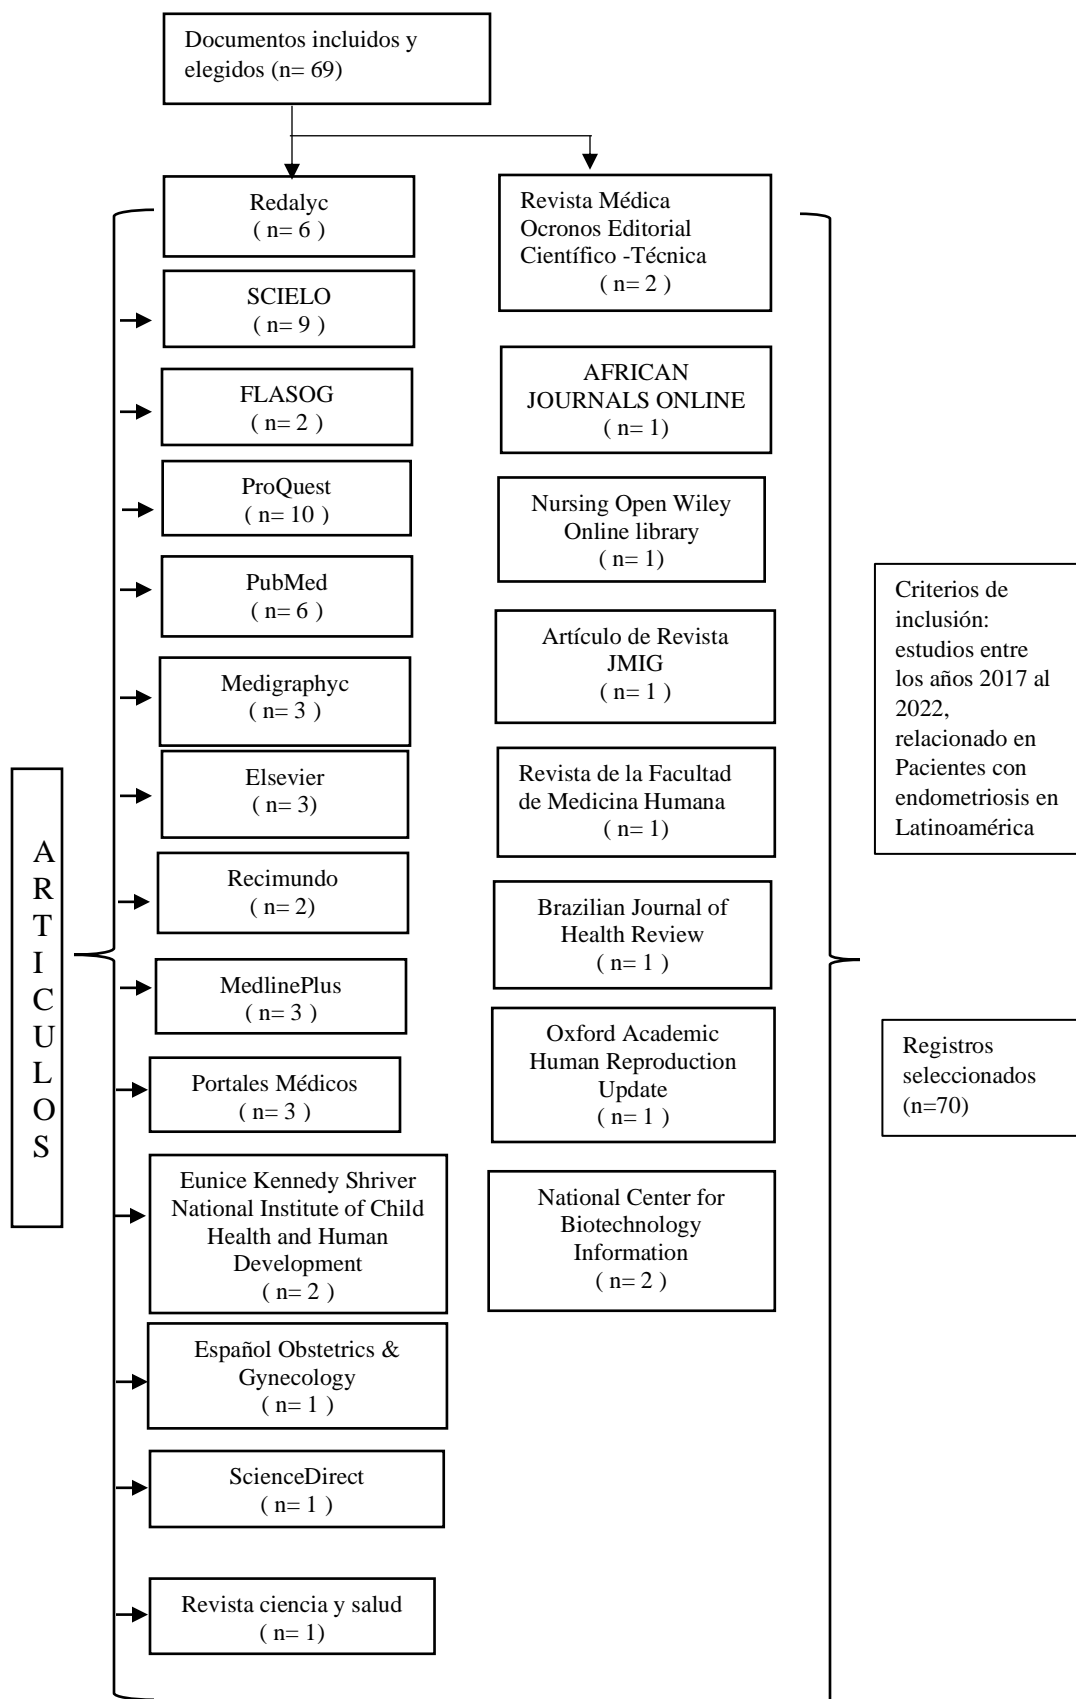 Documentos incluidos y
elegidos (n= 69)
Redalyc
( n= 6 )
SCIELO
( n= 9 )
FLASOG
( n= 2 )
ProQuest
( n= 10 )
PubMed
( n= 6 )
Medigraphyc
( n= 3 )
Elsevier
( n= 3)
Recimundo
( n= 2)
MedlinePlus
( n= 3 )
Portales Médicos
( n= 3 )
Eunice Kennedy Shriver
National Institute of Child
Health and Human
Development
( n= 2 )
Español Obstetrics &
Gynecology
( n= 1 )
ScienceDirect
( n= 1 )
Revista ciencia y salud
( n= 1)
Revista Médica
Ocronos Editorial
Científico -Técnica
( n= 2 )
AFRICAN
JOURNALS ONLINE
( n= 1)
Nursing Open Wiley
Online library
( n= 1)
Artículo de Revista
JMIG
( n= 1 )
Revista de la Facultad
de Medicina Humana
( n= 1)
Brazilian Journal of
Health Review
( n= 1 )
Oxford Academic
Human Reproduction
Update
( n= 1 )
National Center for
Biotechnology
Information
( n= 2 )
A
R
T
I
C
U
L
O
S
Criterios de
inclusión:
estudios entre
los años 2017 al
2022,
relacionado en
Pacientes con
endometriosis en
Latinoamérica
Registros
seleccionados
(n=70)